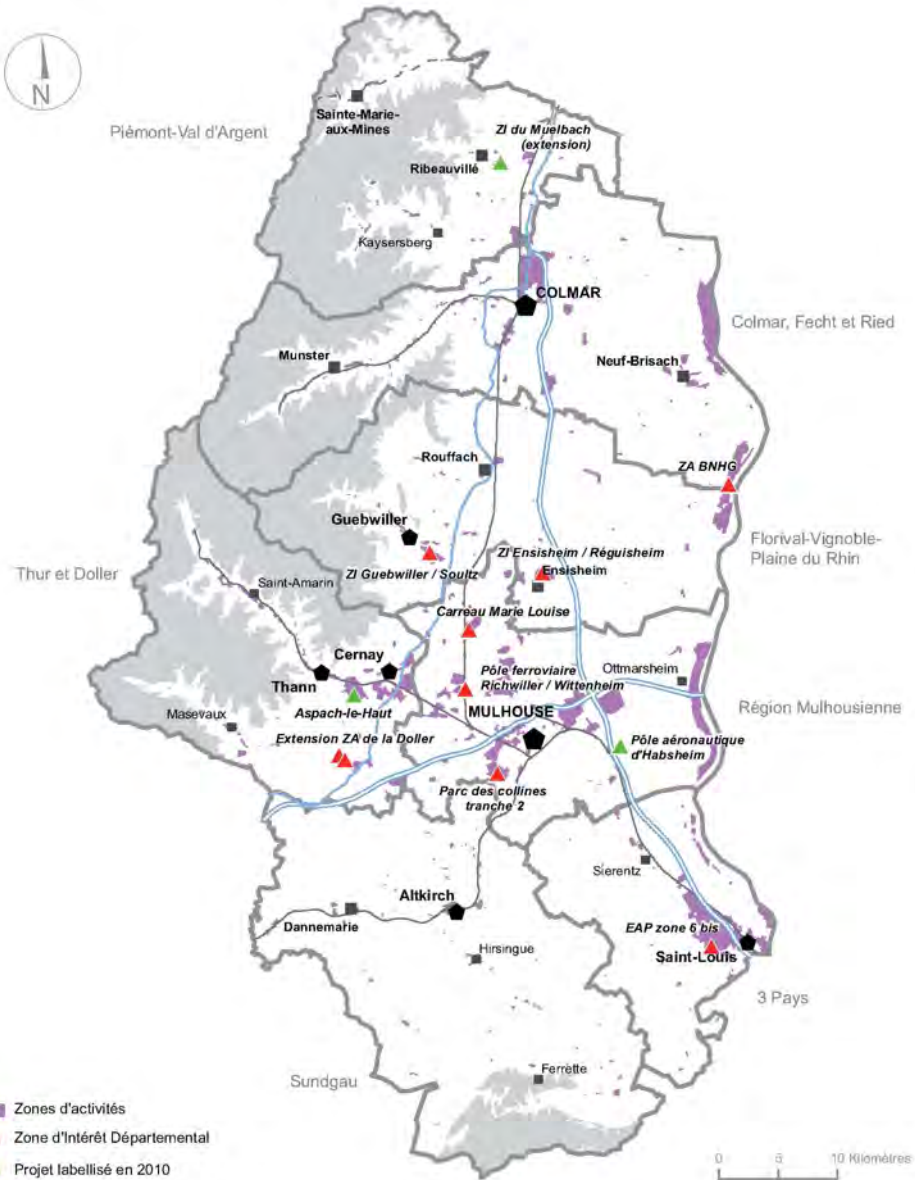 N
Sainte-Marie-
aux-Mines
Piémont-Val d'Argent
ZI du Muelbach
(extension)
Ribeauvillé
Kaysersberg
COLMAR
Colmar, Fecht et Ried
Munster
Neuf-Brisach
Rouffach
ZA BNHG
Guebwiller
Florival-Vignoble-
Plaine du Rhin
ZI Ensisheim / Réguisheim
Ensisheim
Thur et Doller
ZI Guebwiller / Soultz
Saint-Amarin
Carreau Marie Louise
Cernay
Pôle ferroviaire
Richwiller / Wittenheim
Ottmarsheim
Thann
Région Mulhousienne
Aspach-le-Haut
MULHOUSE
Masevaux
Extension ZA de la Doller
Pôle aéronautique
d'Habsheim
Parc des collines
tranche 2
Sierentz
Altkirch
Dannemarie
EAP zone 6 bis
Hirsingue
Saint-Louis
3 Pays
Sundgau
Ferrette
Zones d'activités
Zone d'Intérêt Départemental
Projet labellisé en 2010
0 5 10 Kilomètres